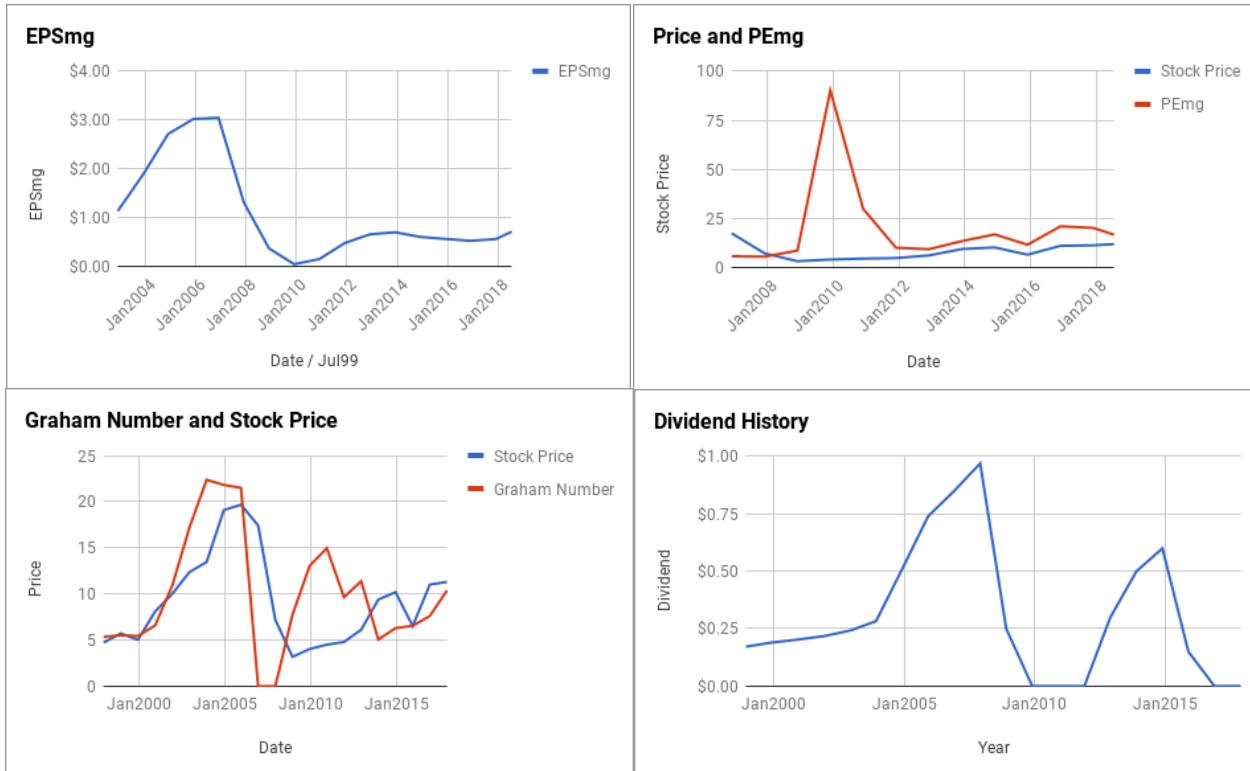 EPSmg
EPSmg
$4.00
$3.00
$2.00
$1.00
$0.00
EPSmg
Jan2004
Jan2006
Jan2008
Jan2010
Jan2012
Jan2014
Jan2016
Jan2018
Date / Jul99
Price and PEmg
Stock Price
PEmg
100
75
50
25
0
Stock Price
Jan2008
Jan2010
Jan2012
Jan2014
Jan2016
Jan2018
Date
Graham Number and Stock Price
Stock Price
Graham Number
25
20
15
10
5
0
Price
Jan2000
Jan2005
Jan2010
Jan2015
Date
Dividend History
$1.00
$0.75
$0.50
$0.25
$0.00
Dividend
Jan2000
Jan2005
Jan2010
Jan2015
Year